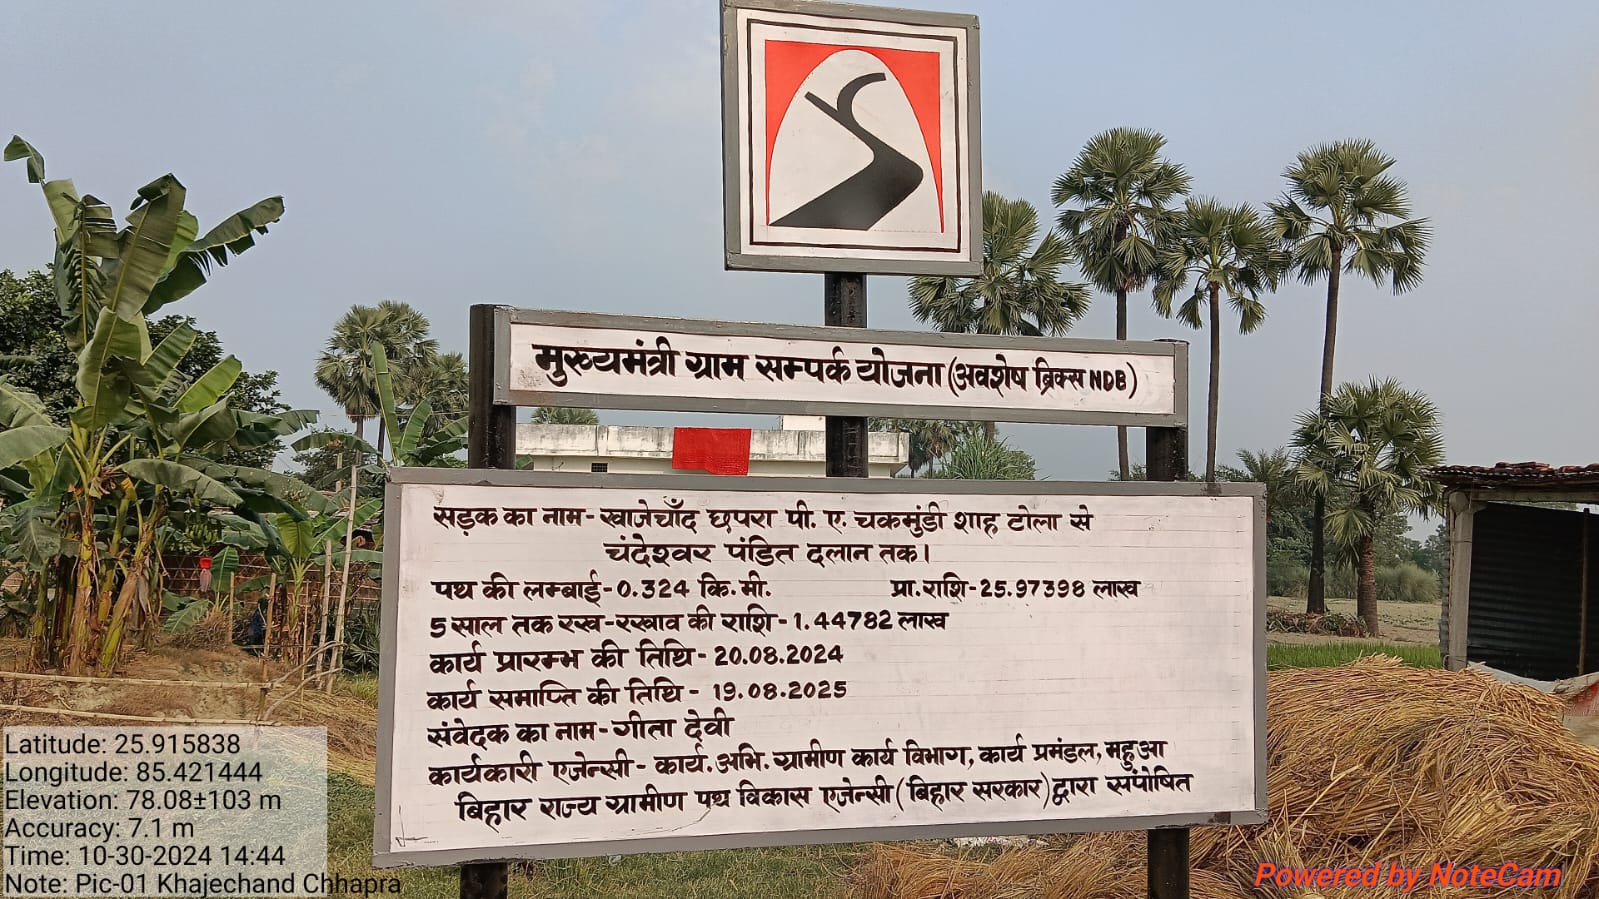 मुख्यमंत्री ग्राम सम्पर्क योजना (अवशेष ब्रिक्स NDB)
सड़क का नाम - खाजेचाँद छपरा पी. ए. चकमुंडी शाह टोला से
चंदेश्वर पंडित दलान तक।
पथ की लम्बाई - 0.324 कि.मी. प्रा. राशि - 25.97398 लाख
5 साल तक रख-रखाव की राशि - 1.44782 लाख
कार्य प्रारम्भ की तिथि - 20.08.2024
कार्य समाप्ति की तिथि - 19.08.2025
संवेदक का नाम - गीता देवी
कार्यकारी एजेन्सी - कार्य. अभि. ग्रामीण कार्य विभाग, कार्य प्रमंडल, महुआ
बिहार राज्य ग्रामीण पथ विकास एजेन्सी (बिहार सरकार) द्वारा संपोषित
Latitude: 25.915838
Longitude: 85.421444
Elevation: 78.08±103 m
Accuracy: 7.1 m
Time: 10-30-2024 14:44
Note: Pic-01 Khajechand Chhapra
Powered by NoteCam